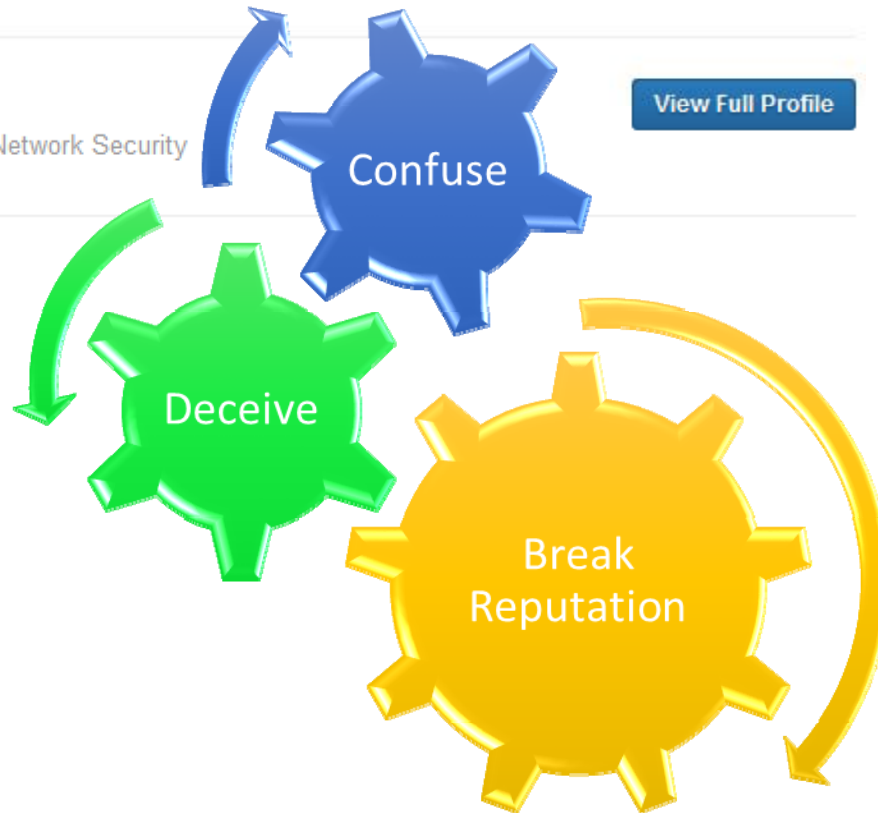 View Full Profile
Network Security
Confuse
Deceive
Break
Reputation